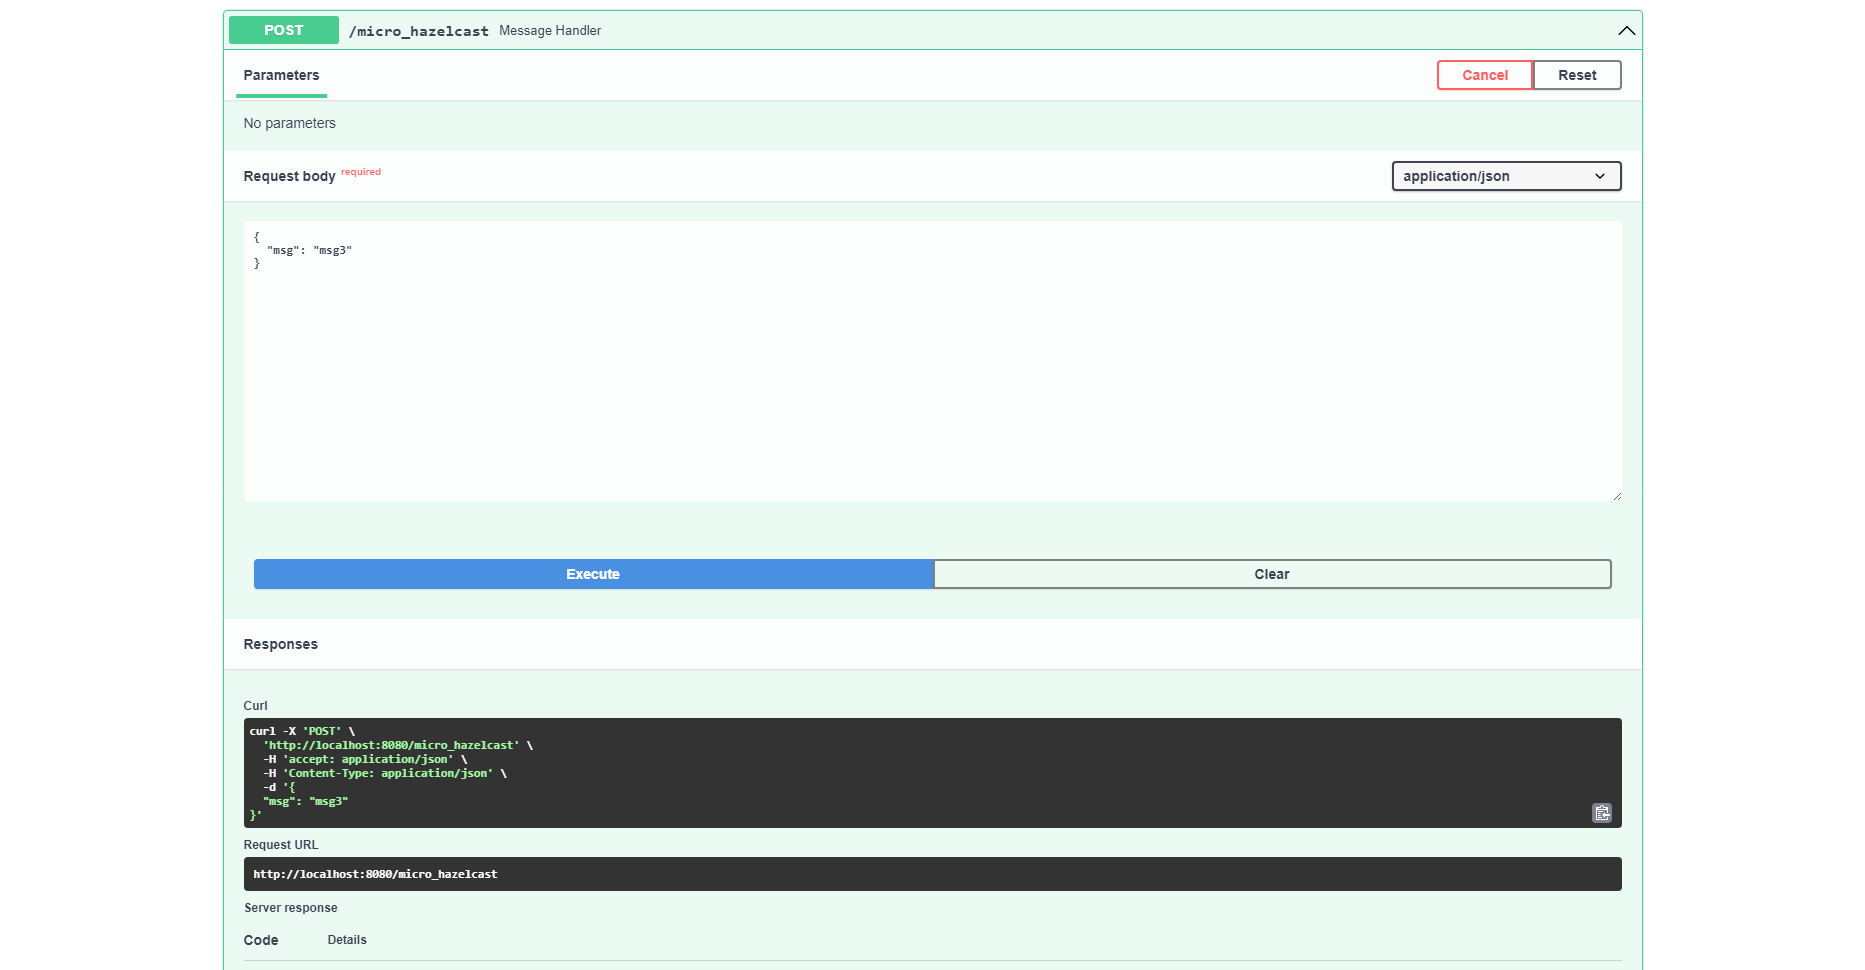 POST /micro_hazelcast Message Handler
Parameters
Cancel Reset
No parameters
Request body required
application/json
{
  "msg": "msg3"
}
Execute Clear
Responses
Curl
curl -X 'POST' \
  'http://localhost:8080/micro_hazelcast' \
  -H 'accept: application/json' \
  -H 'Content-Type: application/json' \
  -d '{
  "msg": "msg3"
}'
Request URL
http://localhost:8080/micro_hazelcast
Server response
Code Details